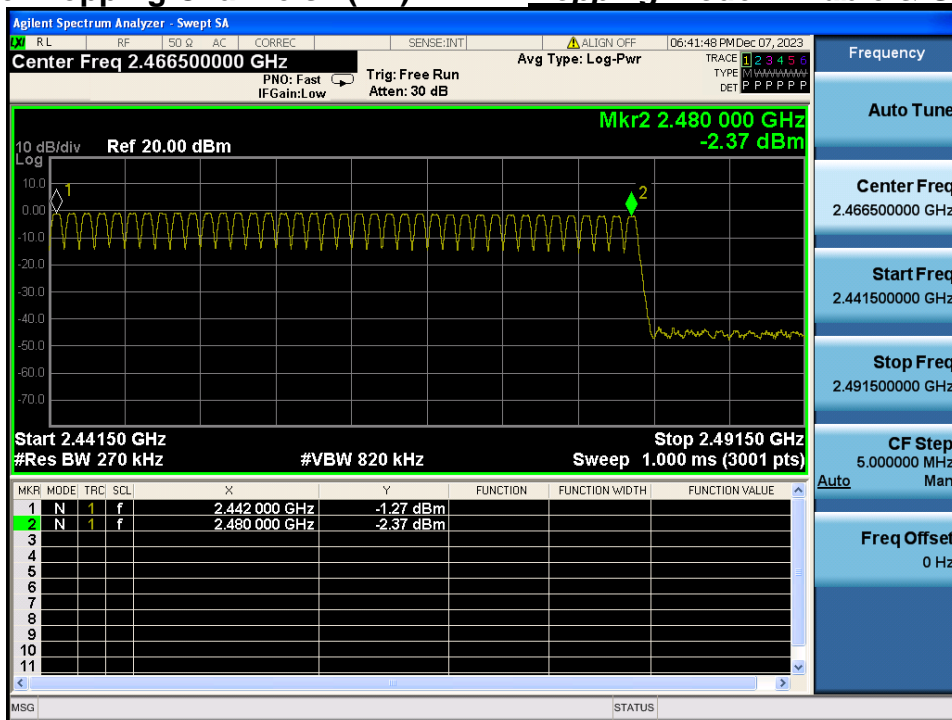 Agilent Spectrum Analyzer - Swept SA
LXI RL RF 50 Ω AC CORREC SENSE:INT ALIGN OFF 06:41:48 PM Dec 07, 2023
Center Freq 2.466500000 GHz
PNO: Fast
IFGain:Low
Trig: Free Run
Atten: 30 dB
Avg Type: Log-Pwr
TRACE 1 2 3 4 5 6
TYPE M
DET P P P P P P
Mkr2 2.480 000 GHz
-2.37 dBm
10 dB/div Ref 20.00 dBm
Log
10.0
0.00
-10.0
-20.0
-30.0
-40.0
-50.0
-60.0
-70.0
1
2
Start 2.44150 GHz Stop 2.49150 GHz
#Res BW 270 kHz #VBW 820 kHz Sweep 1.000 ms (3001 pts)
MKR MODE TRC SCL X Y FUNCTION FUNCTION WIDTH FUNCTION VALUE
1 N 1 f 2.442 000 GHz -1.27 dBm
2 N 1 f 2.480 000 GHz -2.37 dBm
3
4
5
6
7
8
9
10
11
MSG STATUS
Frequency
Auto Tune
Center Freq
2.466500000 GHz
Start Freq
2.441500000 GHz
Stop Freq
2.491500000 GHz
CF Step
5.000000 MHz
Auto Man
Freq Offset
0 Hz